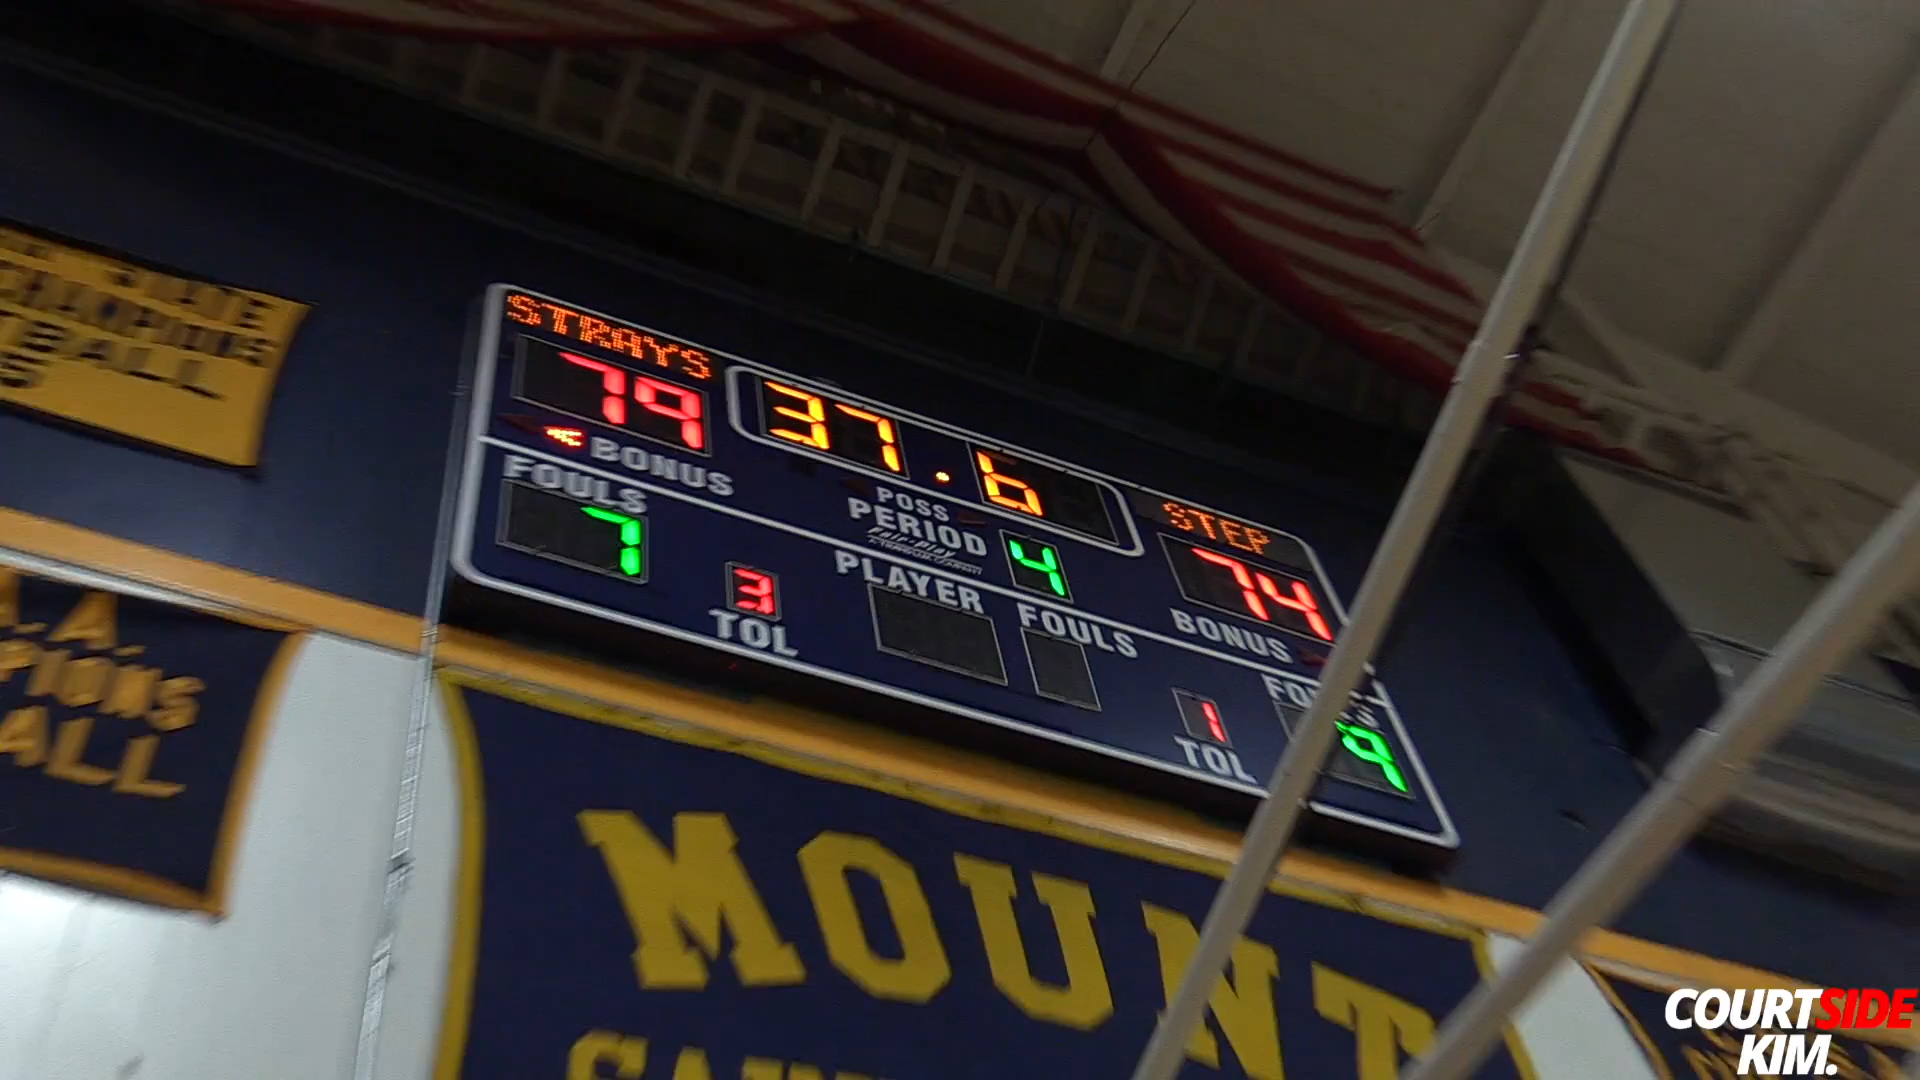 CHAMPIONS
STRAYS
79
BONUS
37.6
STEP
74
BONUS
FOULS
7
POSS
PERIOD
4
Fair-Play
3
TOL
PLAYER
FOULS
1
TOL
9
MOUNT
COURTSIDE
KIM.